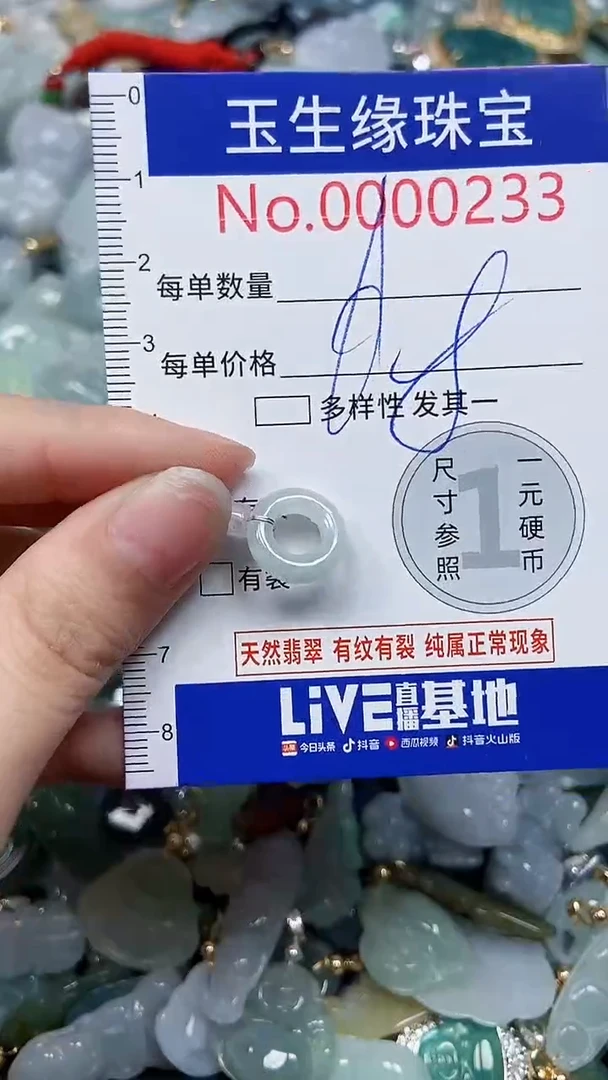 0
玉生缘珠宝
1
No.0000233
2
每单数量
3
每单价格
多样性 发其一
尺寸参照
1
一元硬币
有裂
7
天然翡翠 有纹有裂 纯属正常现象
LiVE直播基地
8
头条 今日头条 抖音 西瓜视频 抖音火山版